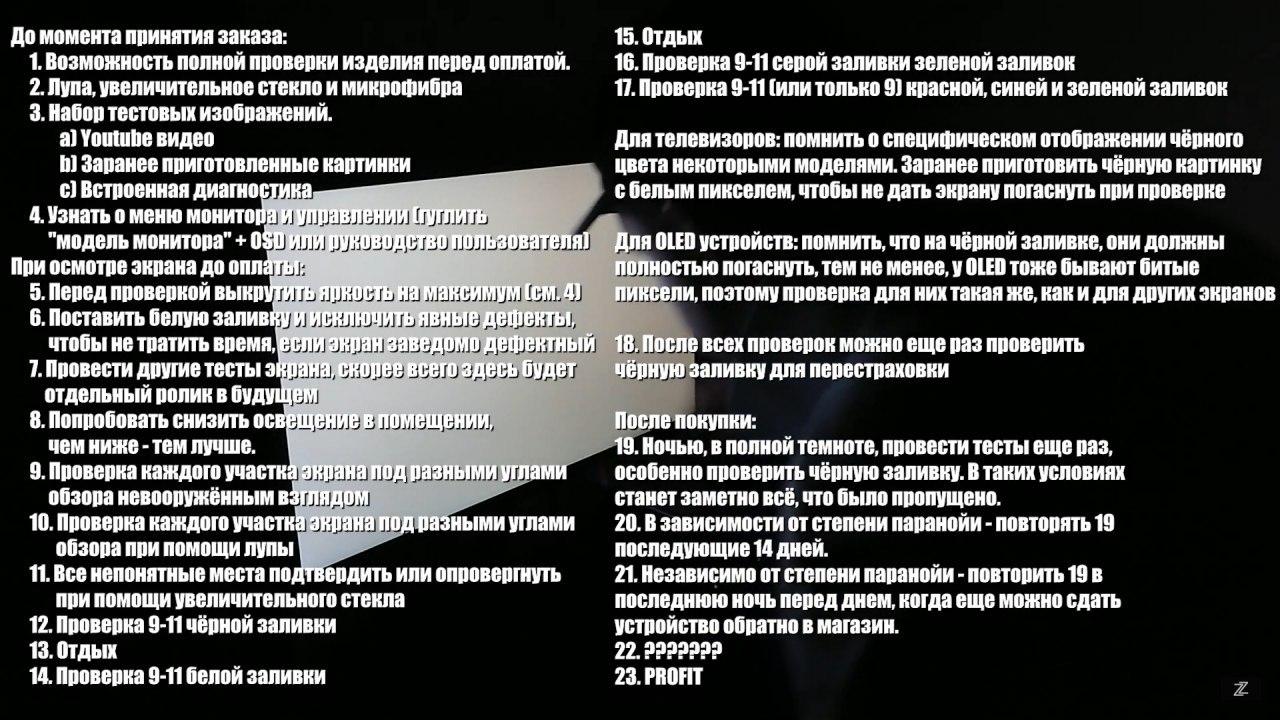 До момента принятия заказа:
1. Возможность полной проверки изделия перед оплатой.
2. Лупа, увеличительное стекло и микрофибра
3. Набор тестовых изображений.
a) Youtube видео
b) Заранее приготовленные картинки
c) Встроенная диагностика
4. Узнать о меню монитора и управлении (гуглить
"модель монитора" + OSD или руководство пользователя)
При осмотре экрана до оплаты:
5. Перед проверкой выкрутить яркость на максимум (см. 4)
6. Поставить белую заливку и исключить явные дефекты,
чтобы не тратить время, если экран заведомо дефектный
7. Провести другие тесты экрана, скорее всего здесь будет
отдельный ролик в будущем
8. Попробовать снизить освещение в помещении,
чем ниже - тем лучше.
9. Проверка каждого участка экрана под разными углами
обзора невооружённым взглядом
10. Проверка каждого участка экрана под разными углами
обзора при помощи лупы
11. Все непонятные места подтвердить или опровергнуть
при помощи увеличительного стекла
12. Проверка 9-11 чёрной заливки
13. Отдых
14. Проверка 9-11 белой заливки
15. Отдых
16. Проверка 9-11 серой заливки зеленой заливок
17. Проверка 9-11 (или только 9) красной, синей и зеленой заливок
Для телевизоров: помнить о специфическом отображении чёрного
цвета некоторыми моделями. Заранее приготовить чёрную картинку
с белым пикселем, чтобы не дать экрану погаснуть при проверке
Для OLED устройств: помнить, что на чёрной заливке, они должны
полностью погаснуть, тем не менее, у OLED тоже бывают битые
пиксели, поэтому проверка для них такая же, как и для других экранов
18. После всех проверок можно еще раз проверить
чёрную заливку для перестраховки
После покупки:
19. Ночью, в полной темноте, провести тесты еще раз,
особенно проверить чёрную заливку. В таких условиях
станет заметно всё, что было пропущено.
20. В зависимости от степени паранойи - повторять 19
последующие 14 дней.
21. Независимо от степени паранойи - повторить 19 в
последнюю ночь перед днем, когда еще можно сдать
устройство обратно в магазин.
22. ???????
23. PROFIT
Z